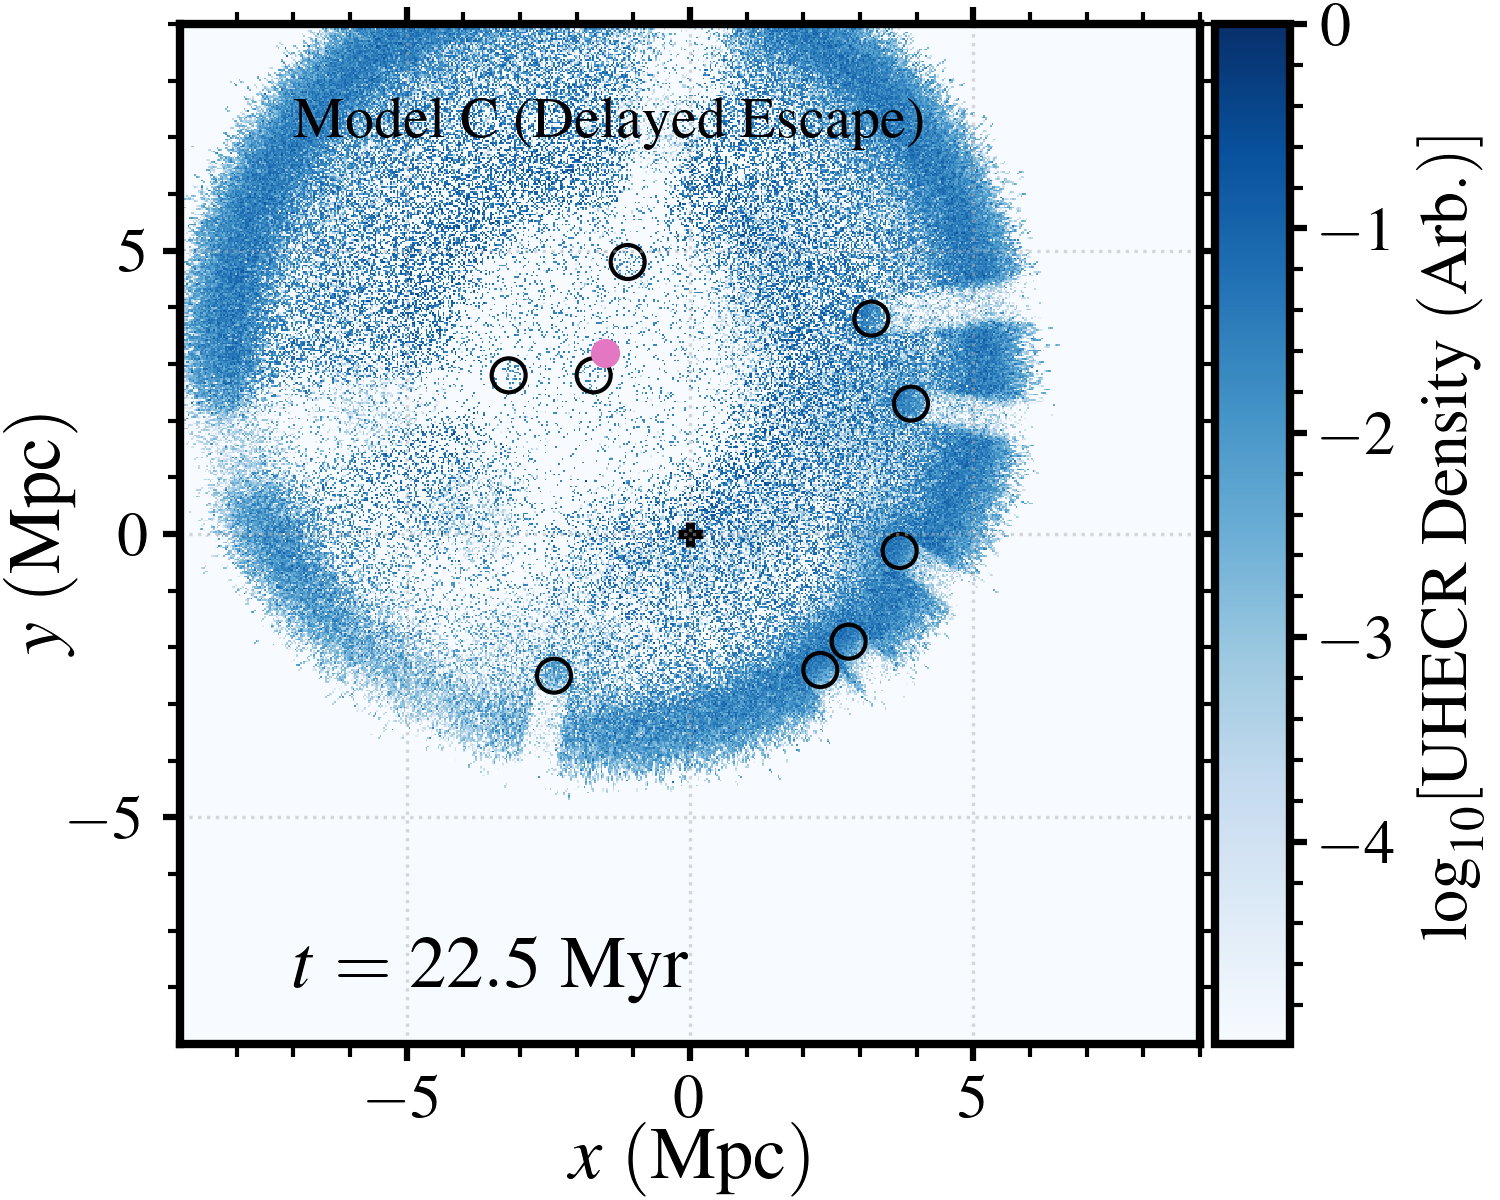 Model C (Delayed Escape)
t = 22.5 Myr
5
0
−5
y (Mpc)
−5
0
5
x (Mpc)
0
−1
−2
−3
−4
log10[UHECR Density (Arb.)]